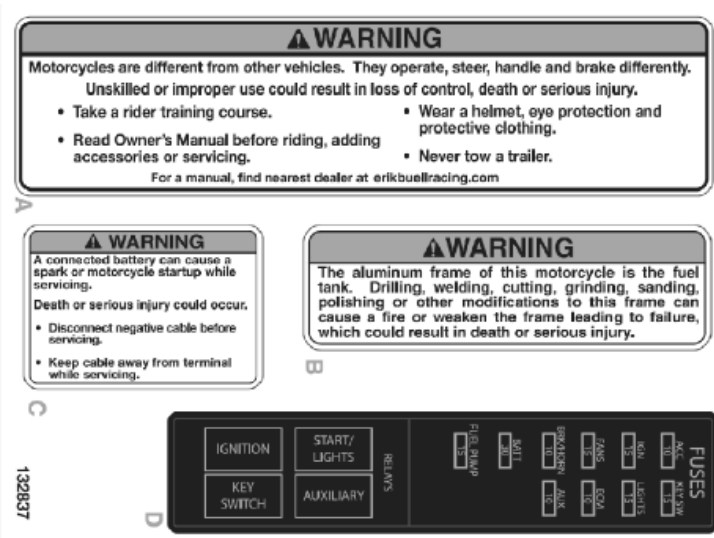 WARNING
Motorcycles are different from other vehicles. They operate, steer, handle and brake differently.
Unskilled or improper use could result in loss of control, death or serious injury.
• Take a rider training course.
• Read Owner's Manual before riding, adding
accessories or servicing.
• Wear a helmet, eye protection and
protective clothing.
• Never tow a trailer.
For a manual, find nearest dealer at erikbuellracing.com
A
WARNING
A connected battery can cause a
spark or motorcycle startup while
servicing.
Death or serious injury could occur.
• Disconnect negative cable before
servicing.
• Keep cable away from terminal
while servicing.
C
WARNING
The aluminum frame of this motorcycle is the fuel
tank. Drilling, welding, cutting, grinding, sanding,
polishing or other modifications to this frame can
cause a fire or weaken the frame leading to failure,
which could result in death or serious injury.
B
132837
D
IGNITION
START/
LIGHTS
KEY
SWITCH
AUXILIARY
RELAYS
FUSES
ACC
10
IGN
15
FANS
15
BRK/HORN
10
BATT
30
FUEL PUMP
15
KEY SW
15
LIGHTS
15
ECM
10
AUX
10